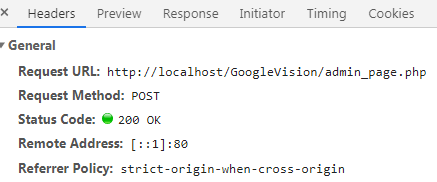 × Headers Preview Response Initiator Timing Cookies
▾ General
Request URL: http://localhost/GoogleVision/admin_page.php
Request Method: POST
Status Code: 200 OK
Remote Address: [::1]:80
Referrer Policy: strict-origin-when-cross-origin